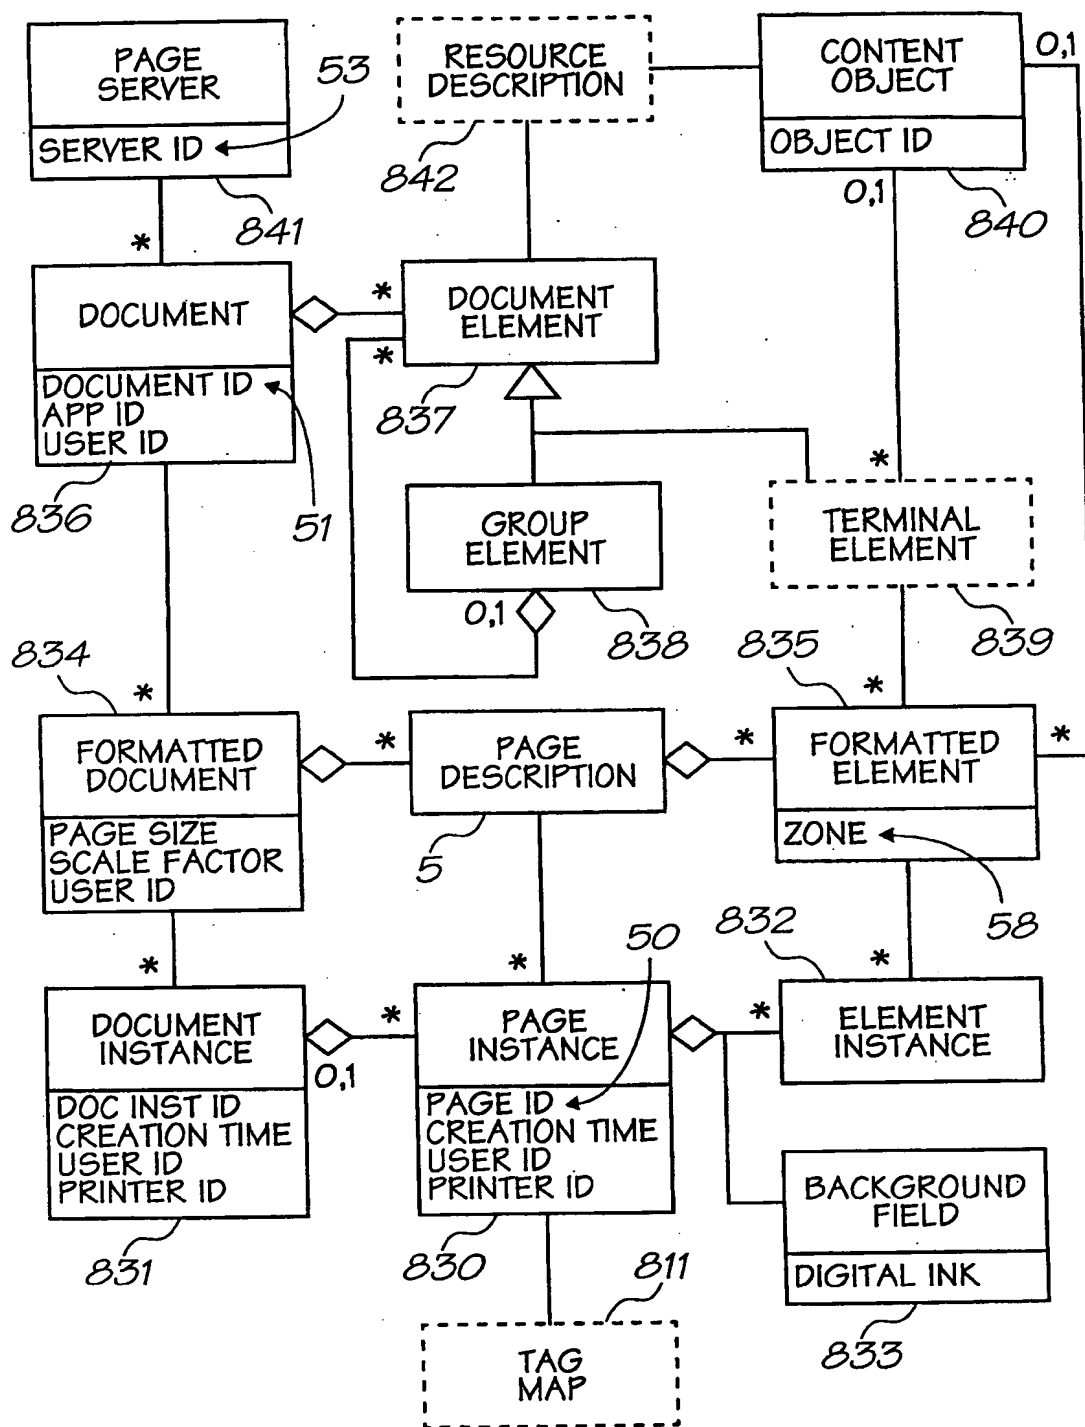 PAGE
SERVER
SERVER ID
53
841
*
RESOURCE
DESCRIPTION
842
CONTENT
OBJECT
OBJECT ID
0,1
0,1
840
DOCUMENT
DOCUMENT ID
APP ID
USER ID
836
51
*
*
DOCUMENT
ELEMENT
837
GROUP
ELEMENT
0,1
838
*
TERMINAL
ELEMENT
839
834
*
FORMATTED
DOCUMENT
PAGE SIZE
SCALE FACTOR
USER ID
*
PAGE
DESCRIPTION
5
835
*
*
*
FORMATTED
ELEMENT
ZONE
58
*
DOCUMENT
INSTANCE
0,1
DOC INST ID
CREATION TIME
USER ID
PRINTER ID
831
50
*
*
PAGE
INSTANCE
PAGE ID
CREATION TIME
USER ID
PRINTER ID
830
832
*
*
ELEMENT
INSTANCE
BACKGROUND
FIELD
DIGITAL INK
833
811
TAG
MAP